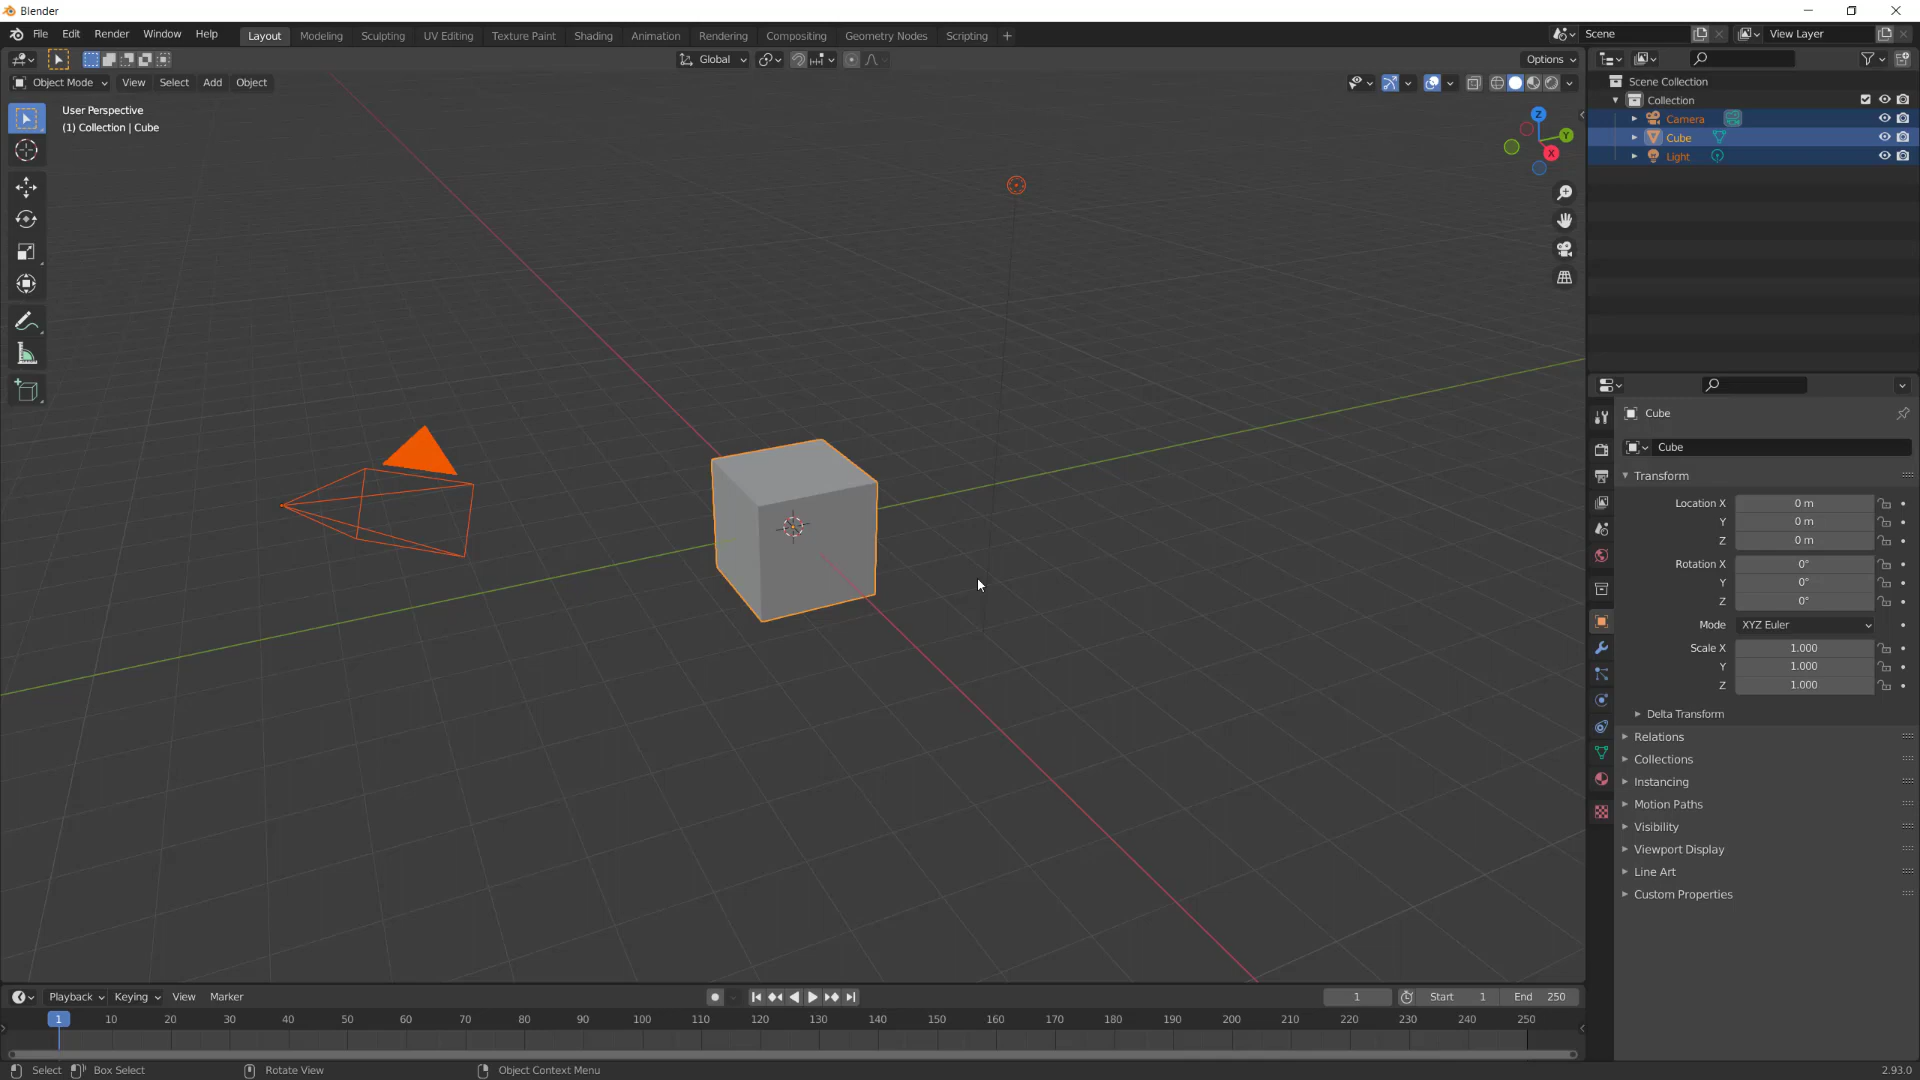 Blender
File Edit Render Window Help Layout Modeling Sculpting UV Editing Texture Paint Shading Animation Rendering Compositing Geometry Nodes Scripting + Scene View Layer
Global Options
Object Mode View Select Add Object
User Perspective
(1) Collection | Cube
Z
Y
X
Scene Collection
Collection
Camera
Cube
Light
Cube
Cube
Transform
Location X 0 m
Y 0 m
Z 0 m
Rotation X 0°
Y 0°
Z 0°
Mode XYZ Euler
Scale X 1.000
Y 1.000
Z 1.000
Delta Transform
Relations
Collections
Instancing
Motion Paths
Visibility
Viewport Display
Line Art
Custom Properties
Playback Keying View Marker 1 Start 1 End 250
1 10 20 30 40 50 60 70 80 90 100 110 120 130 140 150 160 170 180 190 200 210 220 230 240 250
Select Box Select Rotate View Object Context Menu 2.93.0